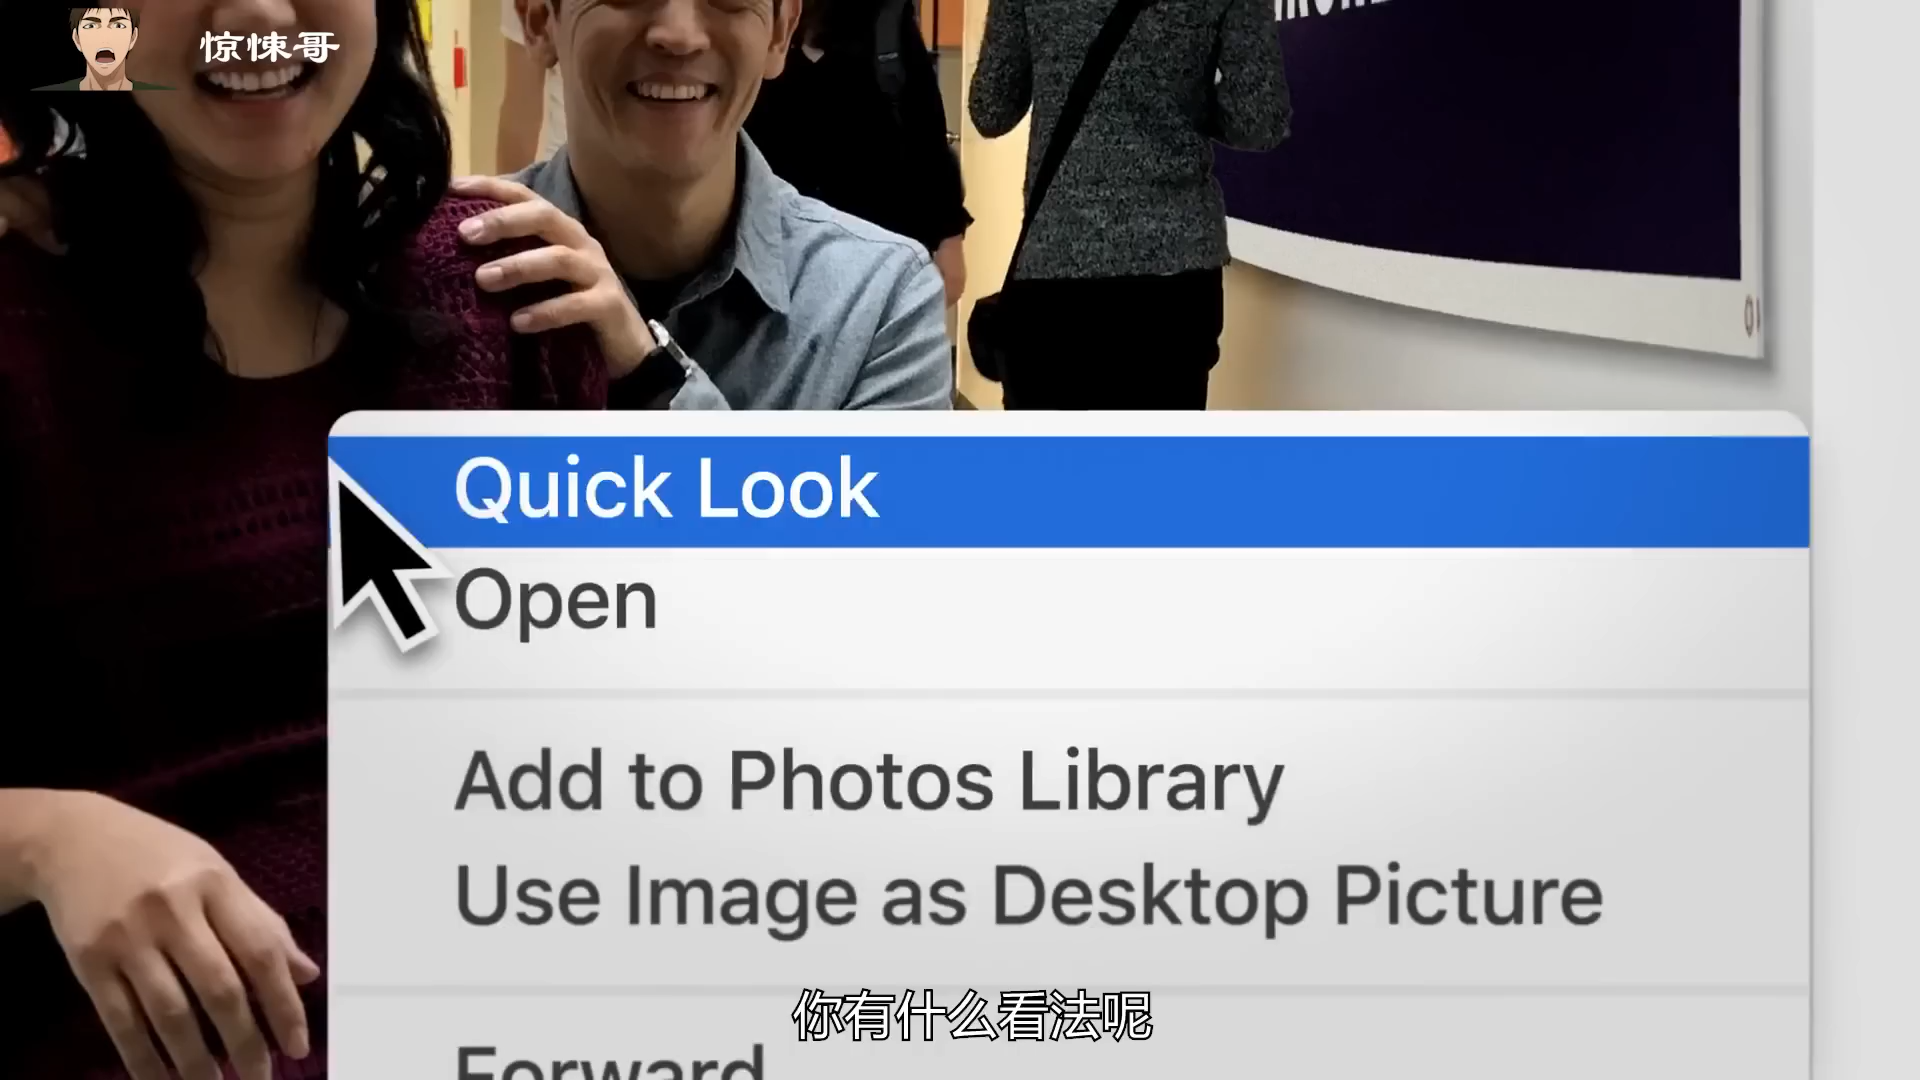 惊悚哥
Quick Look
Open
Add to Photos Library
Use Image as Desktop Picture
你有什么看法呢
Forward